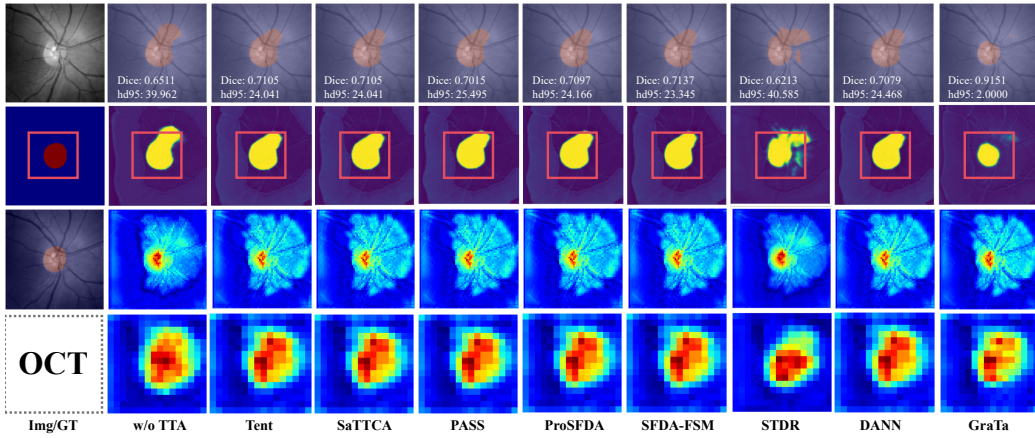 Dice: 0.6511 Dice: 0.7105 Dice: 0.7105 Dice: 0.7015 Dice: 0.7097 Dice: 0.7137 Dice: 0.6213 Dice: 0.7079 Dice: 0.9151
hd95: 39.962 hd95: 24.041 hd95: 24.041 hd95: 25.495 hd95: 24.166 hd95: 23.345 hd95: 40.585 hd95: 24.468 hd95: 2.0000
OCT
Img/GT w/o TTA Tent SaTTCA PASS ProSFDA SFDA-FSM STDR DANN GraTa